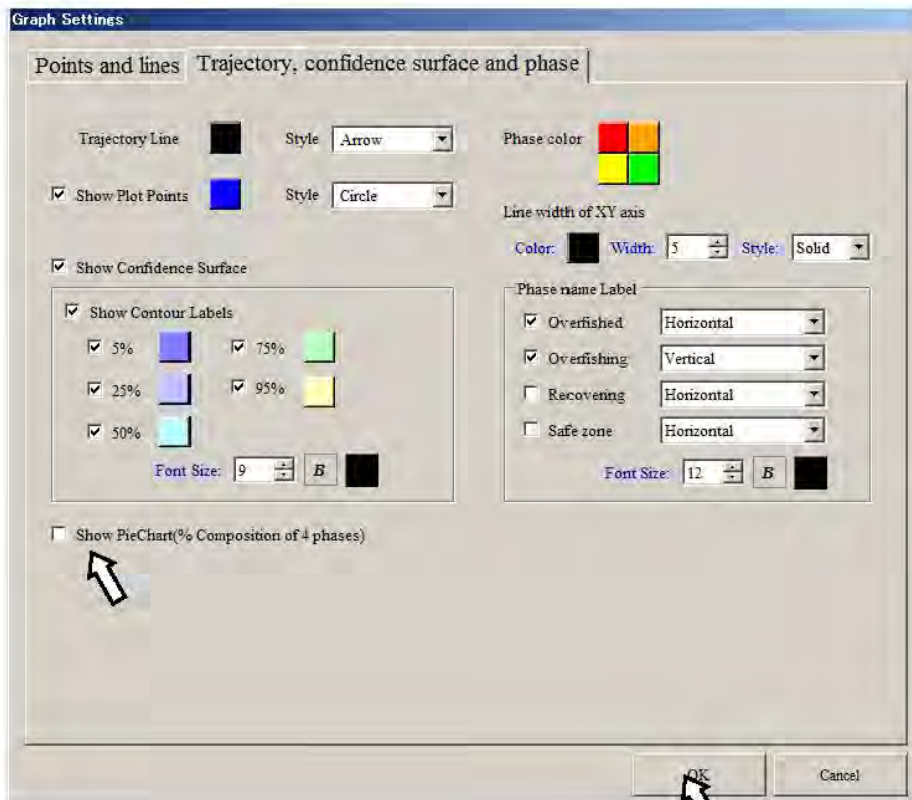 Graph Settings
Points and lines
Trajectory, confidence surface and phase
Trajectory Line
Style
Arrow
Show Plot Points
Style
Circle
Show Confidence Surface
Show Contour Labels
5%
75%
25%
95%
50%
Font Size:
9
B
Show PieChart(% Composition of 4 phases)
Phase color
Line width of XY axis
Color:
Width:
5
Style:
Solid
Phase name Label
Overfished
Horizontal
Overfishing
Vertical
Recovering
Horizontal
Safe zone
Horizontal
Font Size:
12
B
OK
Cancel